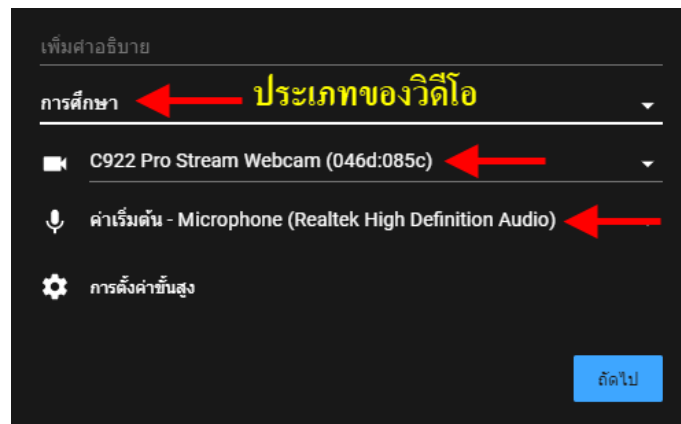 เพิ่มคำอธิบาย
การศึกษา ประเภทของวิดีโอ
C922 Pro Stream Webcam (046d:085c)
ค่าเริ่มต้น - Microphone (Realtek High Definition Audio)
การตั้งค่าขั้นสูง
ถัดไป